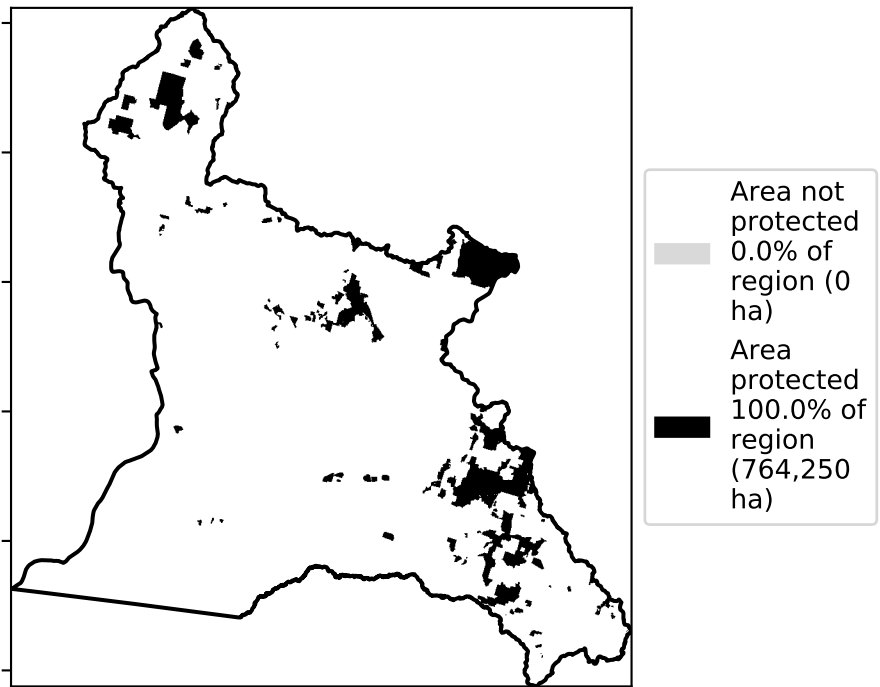 Area not
protected
0.0% of
region (0
ha)
Area
protected
100.0% of
region
(764,250
ha)